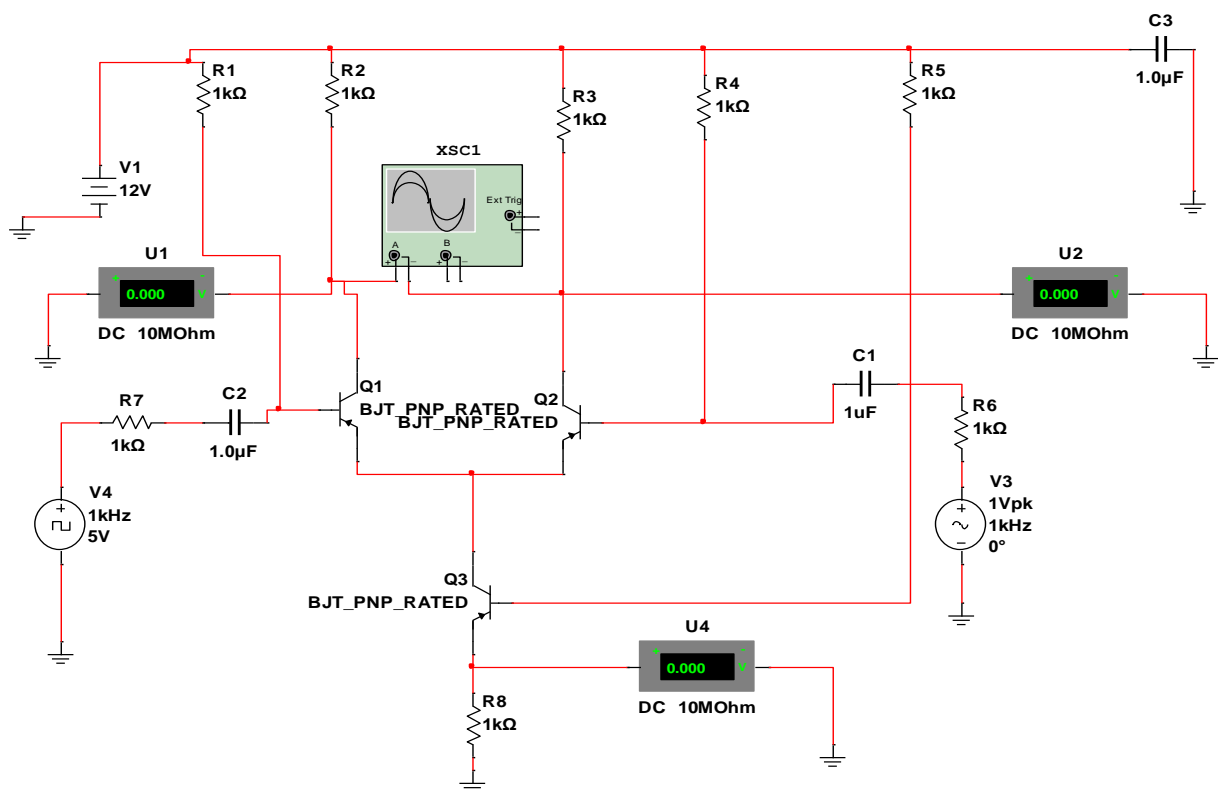 C3
1.0µF
R1
1kΩ
R2
1kΩ
R3
1kΩ
R4
1kΩ
R5
1kΩ
V1
12V
XSC1
Ext Trig
+
–
A
B
+
–
+
–
U1
+
-
0.000
V
DC 10MOhm
U2
+
-
0.000
V
DC 10MOhm
C1
1uF
R7
1kΩ
C2
1.0µF
Q1
BJT_PNP_RATED
Q2
BJT_PNP_RATED
R6
1kΩ
V4
+
1kHz
5V
V3
+
–
1Vpk
1kHz
0°
Q3
BJT_PNP_RATED
U4
+
-
0.000
V
DC 10MOhm
R8
1kΩ